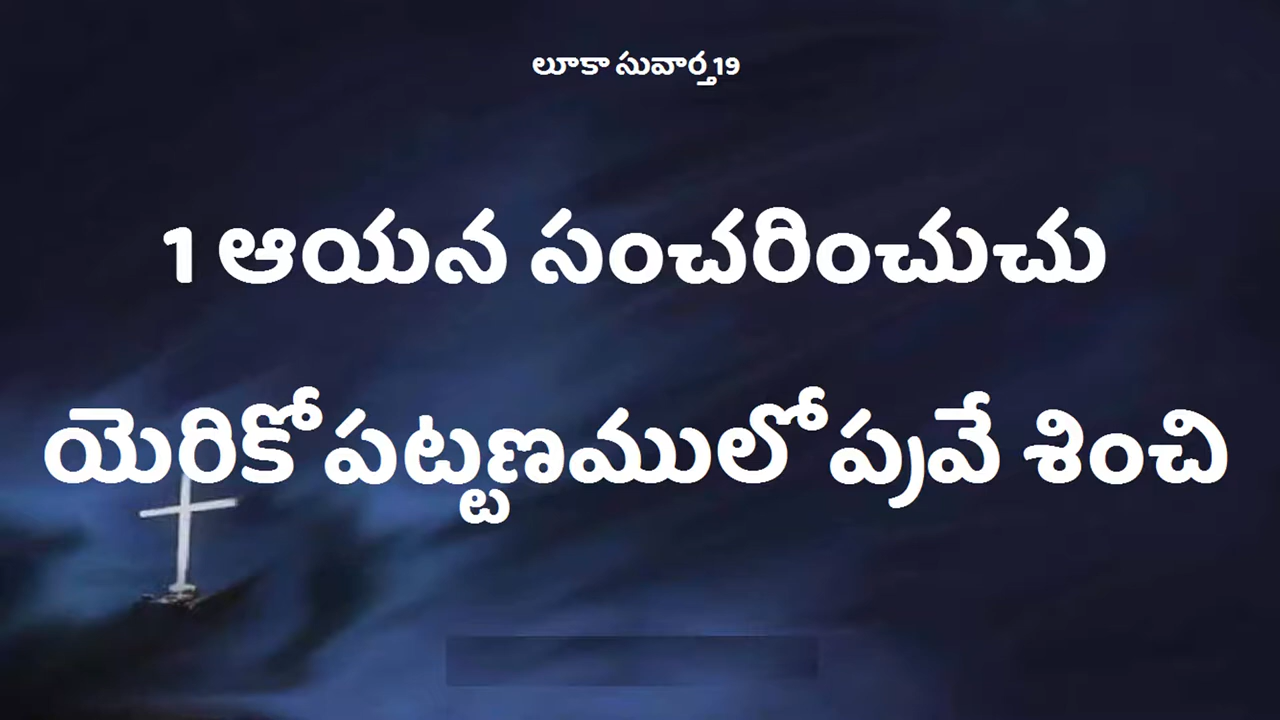 లూకా సువార్త 19
1 ఆయన సంచరించుచు
యెరికో పట్టణములో ప్రవే శించి